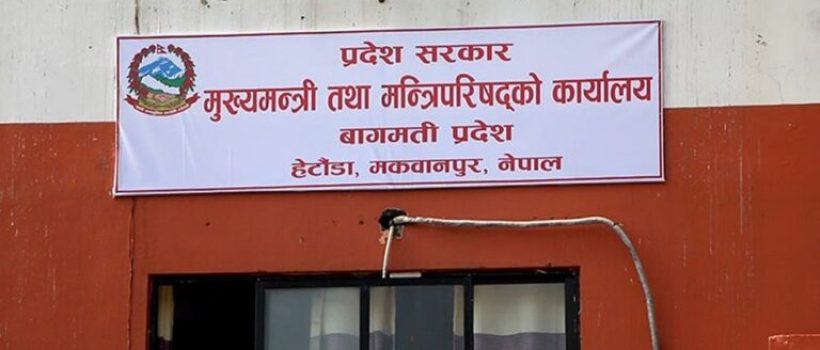 प्रदेश सरकार
मुख्यमन्त्री तथा मन्त्रिपरिषद्को कार्यालय
बागमती प्रदेश
हेटौंडा, मकवानपुर, नेपाल